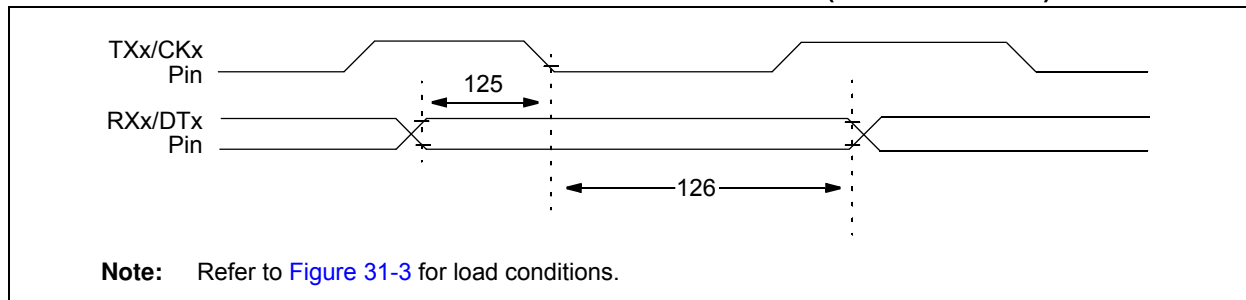 TXx/CKx
Pin
125
RXx/DTx
Pin
126
Note: Refer to Figure 31-3 for load conditions.